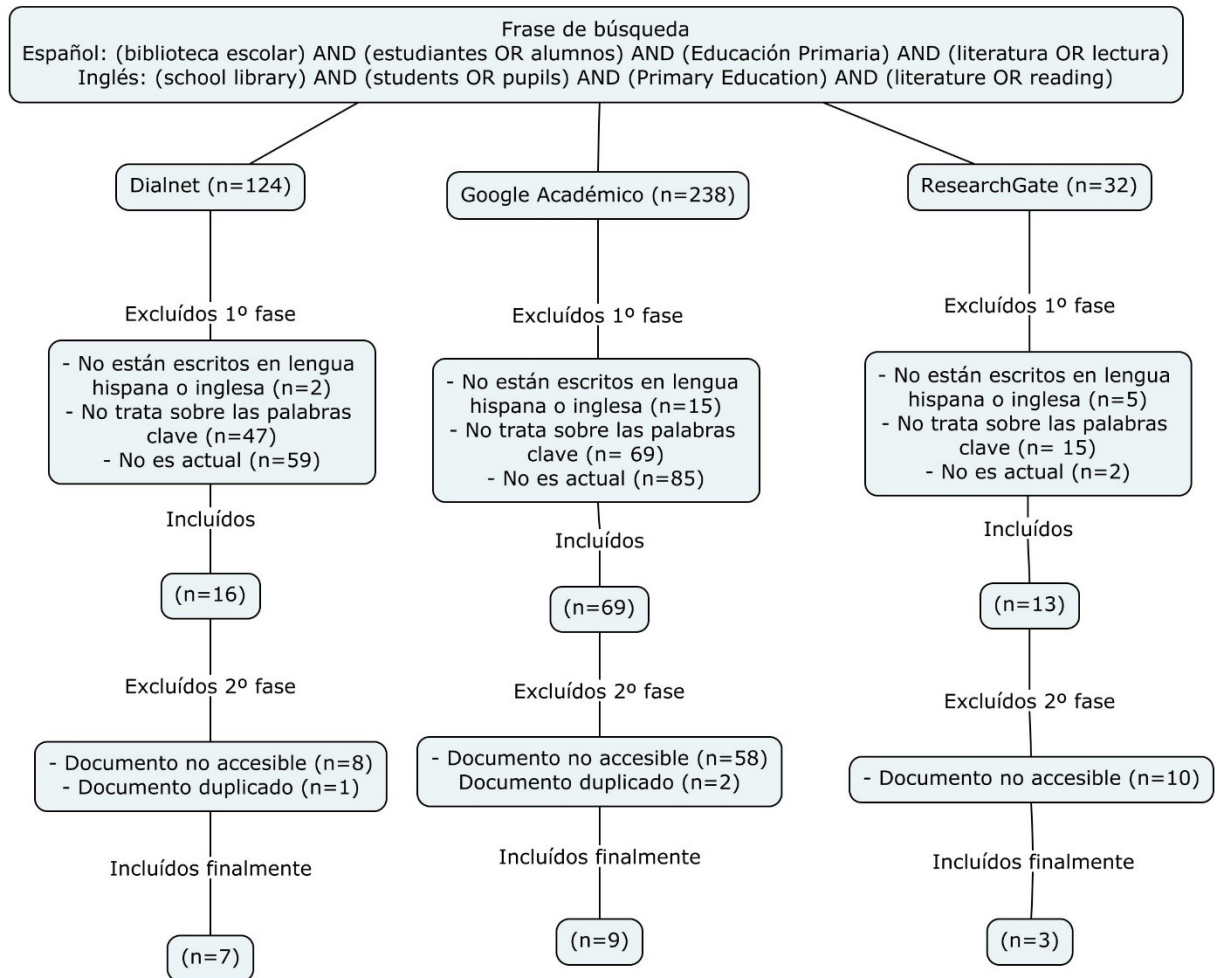 Frase de búsqueda
Español: (biblioteca escolar) AND (estudiantes OR alumnos) AND (Educación Primaria) AND (literatura OR lectura)
Inglés: (school library) AND (students OR pupils) AND (Primary Education) AND (literature OR reading)
Dialnet (n=124)
Google Académico (n=238)
ResearchGate (n=32)
Excluídos 1º fase
Excluídos 1º fase
Excluídos 1º fase
- No están escritos en lengua
hispana o inglesa (n=2)
- No trata sobre las palabras
clave (n=47)
- No es actual (n=59)
- No están escritos en lengua
hispana o inglesa (n=15)
- No trata sobre las palabras
clave (n= 69)
- No es actual (n=85)
- No están escritos en lengua
hispana o inglesa (n=5)
- No trata sobre las palabras
clave (n= 15)
- No es actual (n=2)
Incluídos
Incluídos
Incluídos
(n=16)
(n=69)
(n=13)
Excluídos 2º fase
Excluídos 2º fase
Excluídos 2º fase
- Documento no accesible (n=8)
- Documento duplicado (n=1)
- Documento no accesible (n=58)
Documento duplicado (n=2)
- Documento no accesible (n=10)
Incluídos finalmente
Incluídos finalmente
Incluídos finalmente
(n=7)
(n=9)
(n=3)